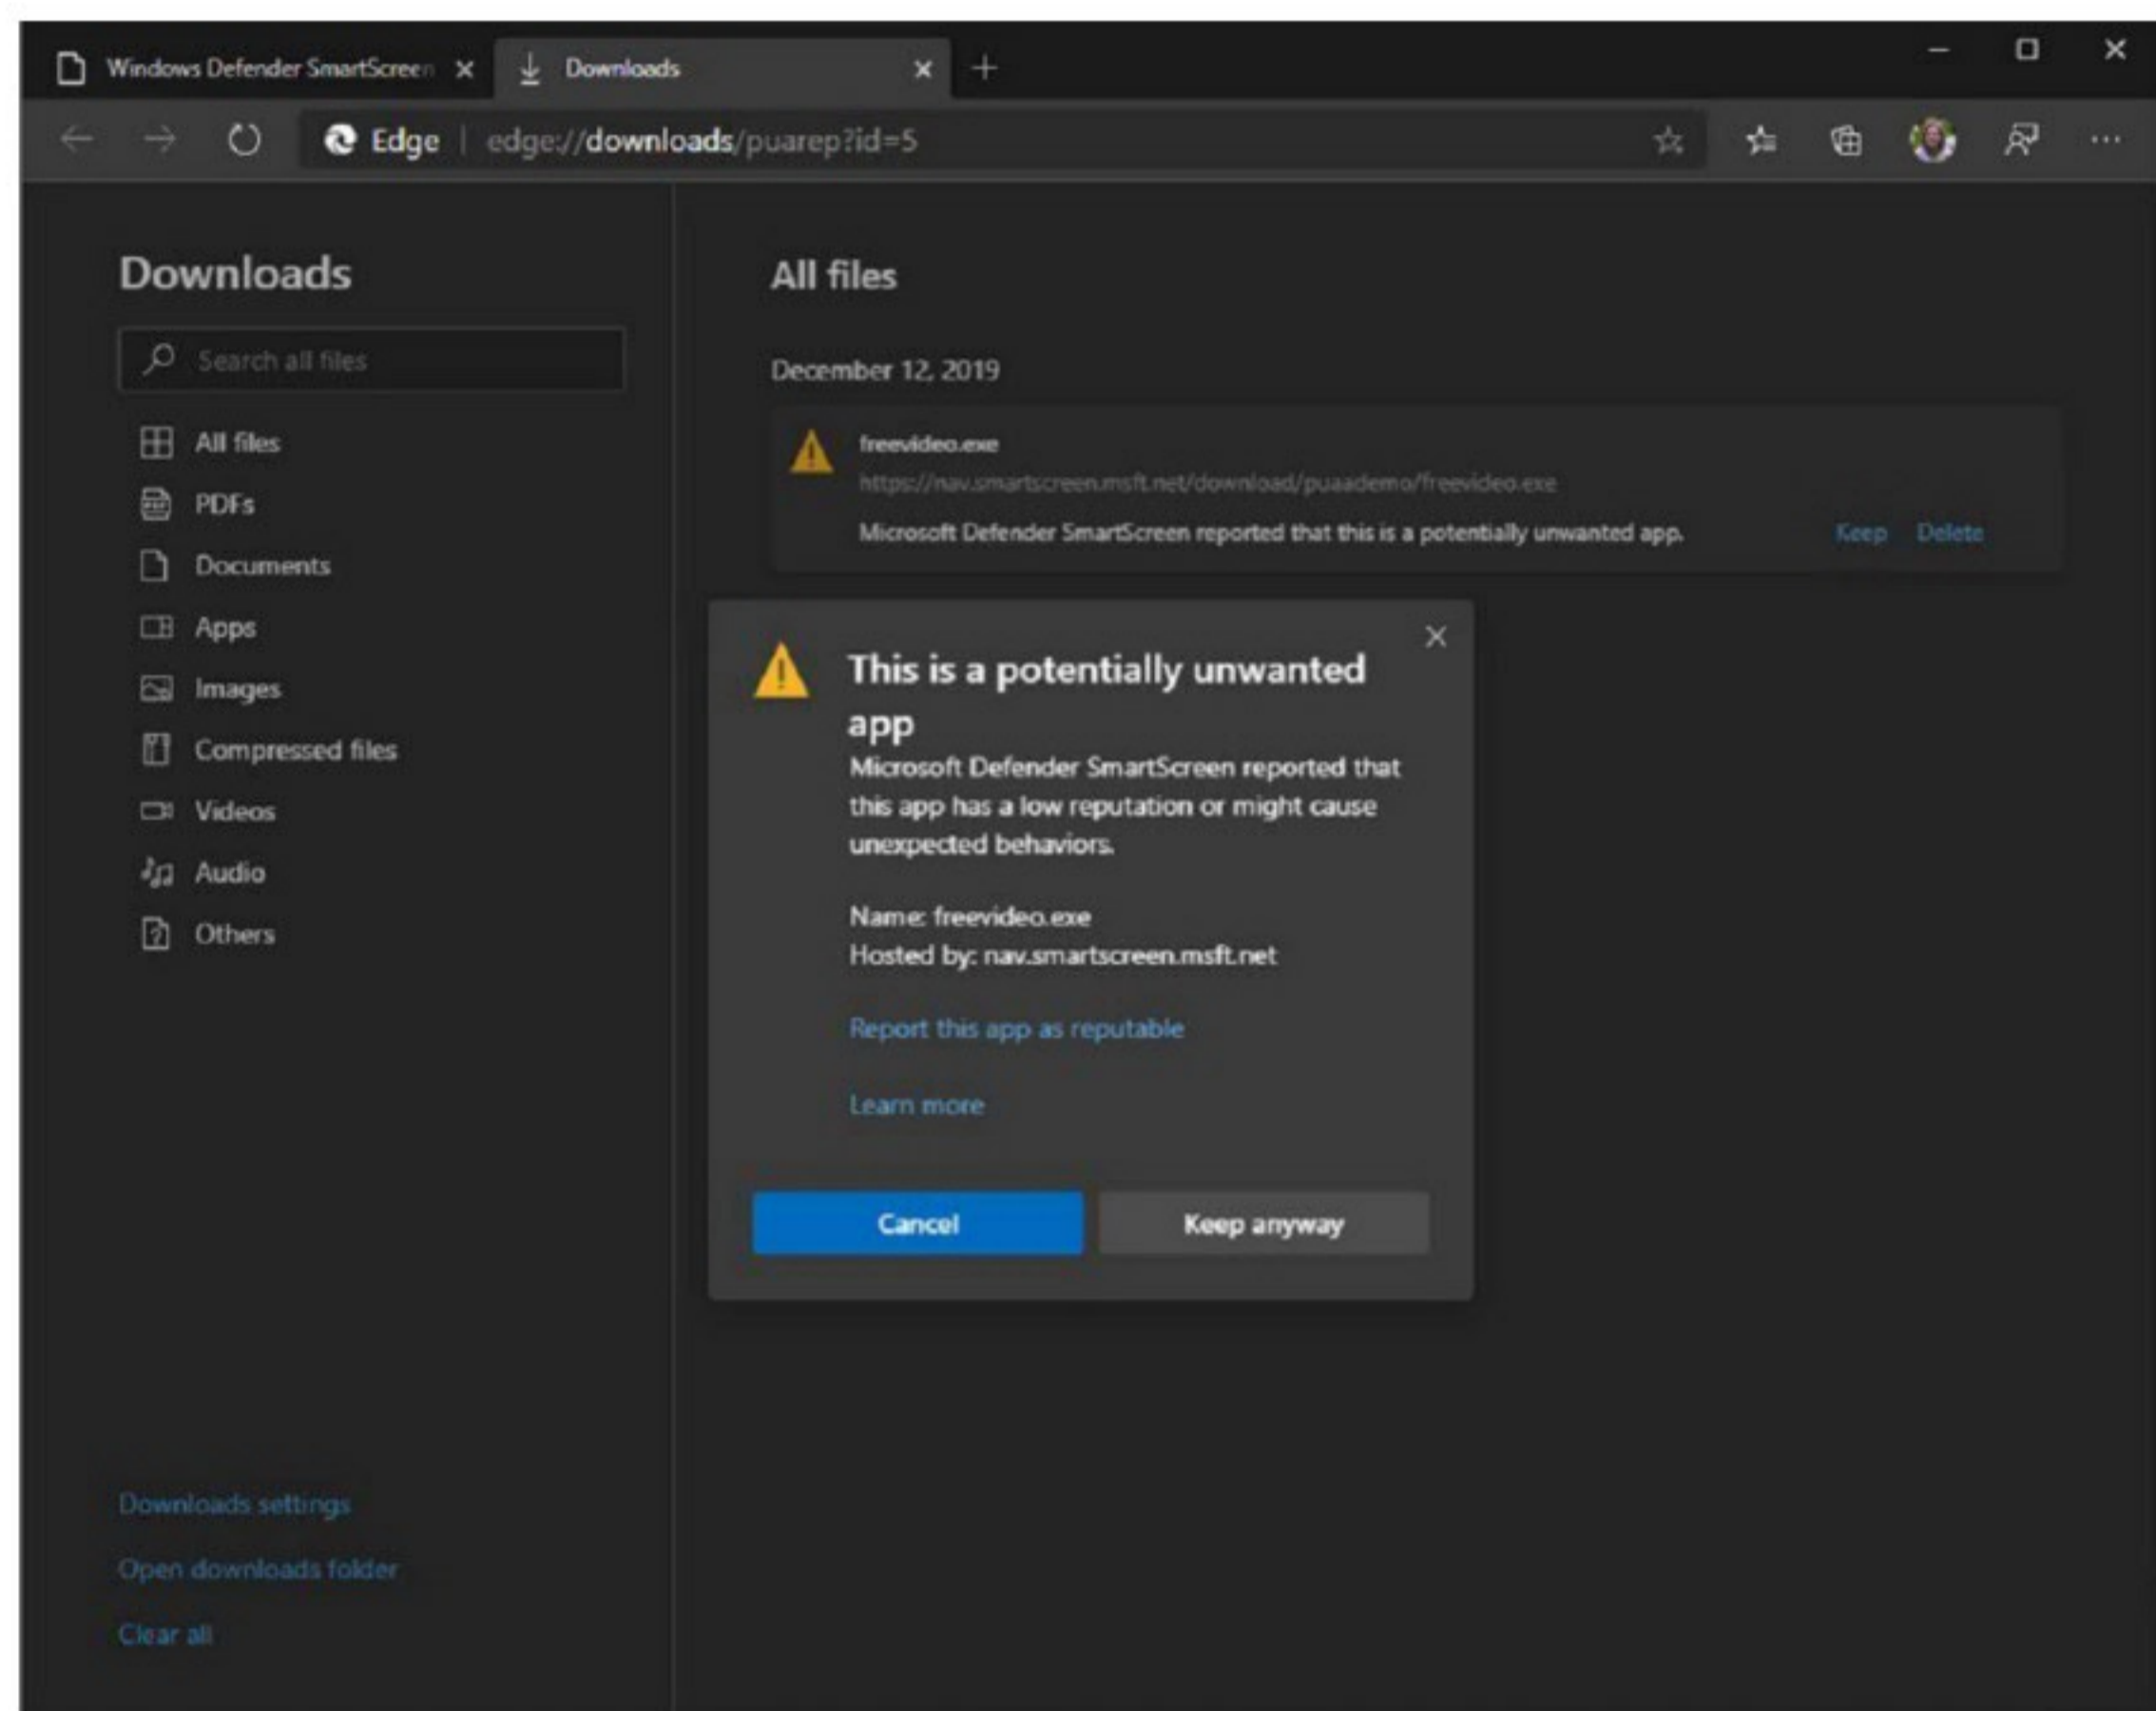 Windows Defender SmartScreen
Downloads
Edge
edge://downloads/puarep?id=5
Downloads
Search all files
All files
PDFs
Documents
Apps
Images
Compressed files
Videos
Audio
Others
Downloads settings
Open downloads folder
Clear all
All files
December 12, 2019
freevideo.exe
https://nav.smartscreen.msft.net/download/puaademo/freevideo.exe
Microsoft Defender SmartScreen reported that this is a potentially unwanted app.
Keep Delete
This is a potentially unwanted
app
Microsoft Defender SmartScreen reported that
this app has a low reputation or might cause
unexpected behaviors.
Name: freevideo.exe
Hosted by: nav.smartscreen.msft.net
Report this app as reputable
Learn more
Cancel
Keep anyway